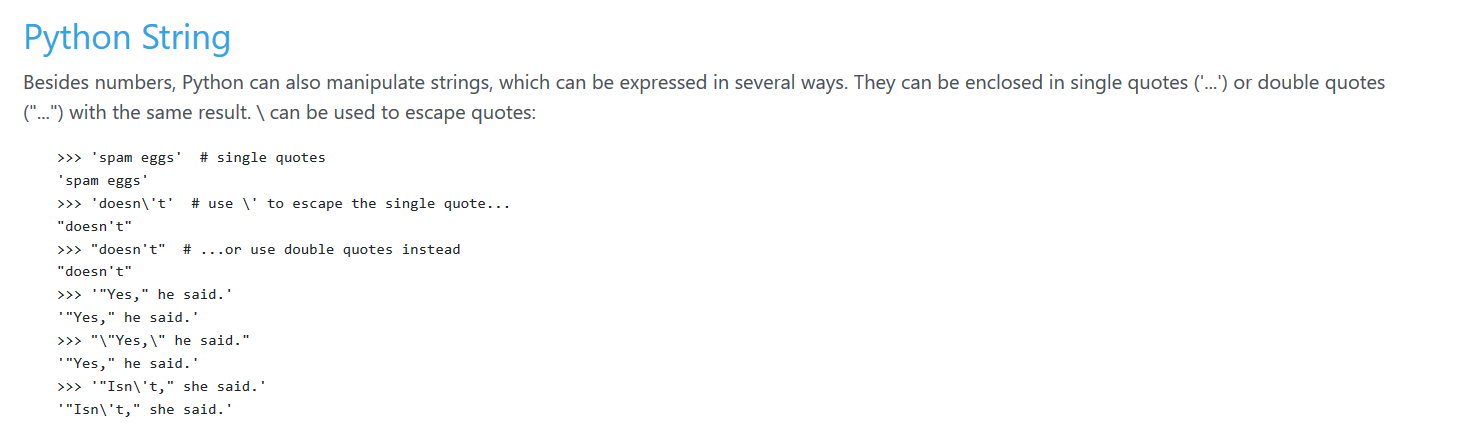 Python String
Besides numbers, Python can also manipulate strings, which can be expressed in several ways. They can be enclosed in single quotes ('...') or double quotes
("...") with the same result. \ can be used to escape quotes:
>>> 'spam eggs'  # single quotes
'spam eggs'
>>> 'doesn\'t'  # use \' to escape the single quote...
"doesn't"
>>> "doesn't"  # ...or use double quotes instead
"doesn't"
>>> '"Yes," he said.'
'"Yes," he said.'
>>> "\"Yes,\" he said."
'"Yes," he said.'
>>> '"Isn\'t," she said.'
'"Isn\'t," she said.'